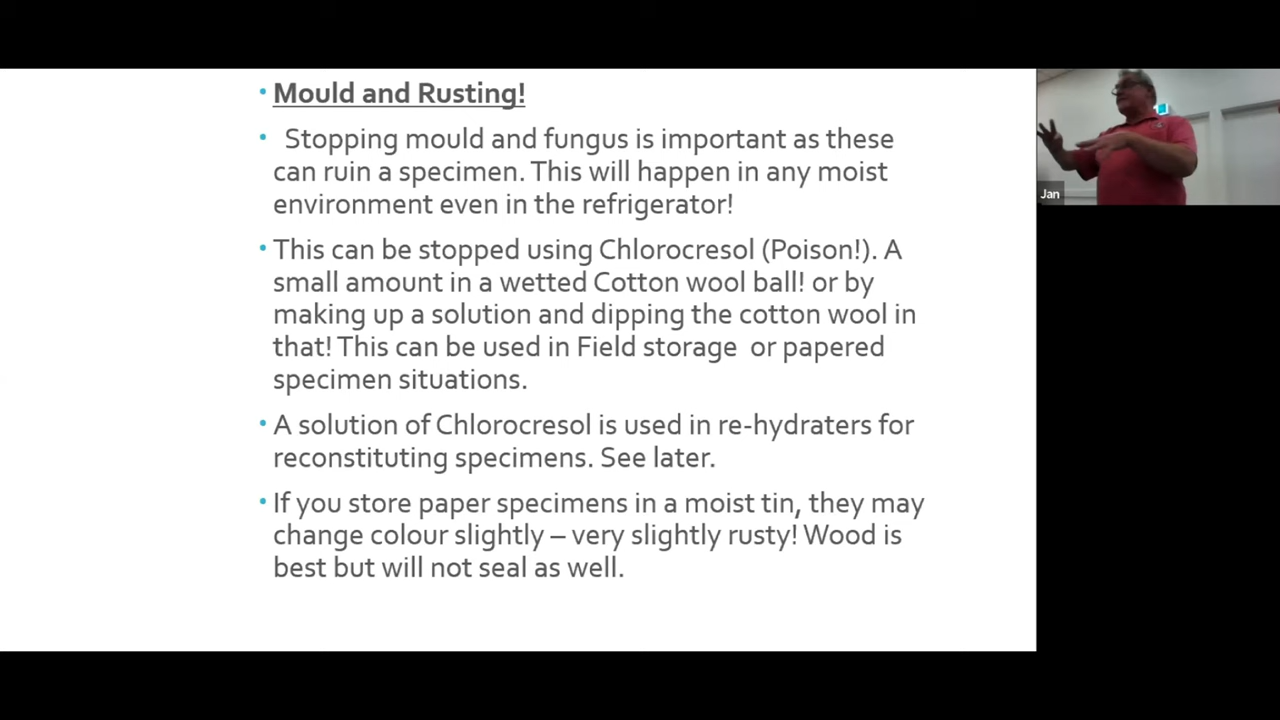 • Mould and Rusting!
• Stopping mould and fungus is important as these
can ruin a specimen. This will happen in any moist
environment even in the refrigerator!
• This can be stopped using Chlorocresol (Poison!). A
small amount in a wetted Cotton wool ball! or by
making up a solution and dipping the cotton wool in
that! This can be used in Field storage or papered
specimen situations.
• A solution of Chlorocresol is used in re-hydraters for
reconstituting specimens. See later.
• If you store paper specimens in a moist tin, they may
change colour slightly – very slightly rusty! Wood is
best but will not seal as well.
Jan